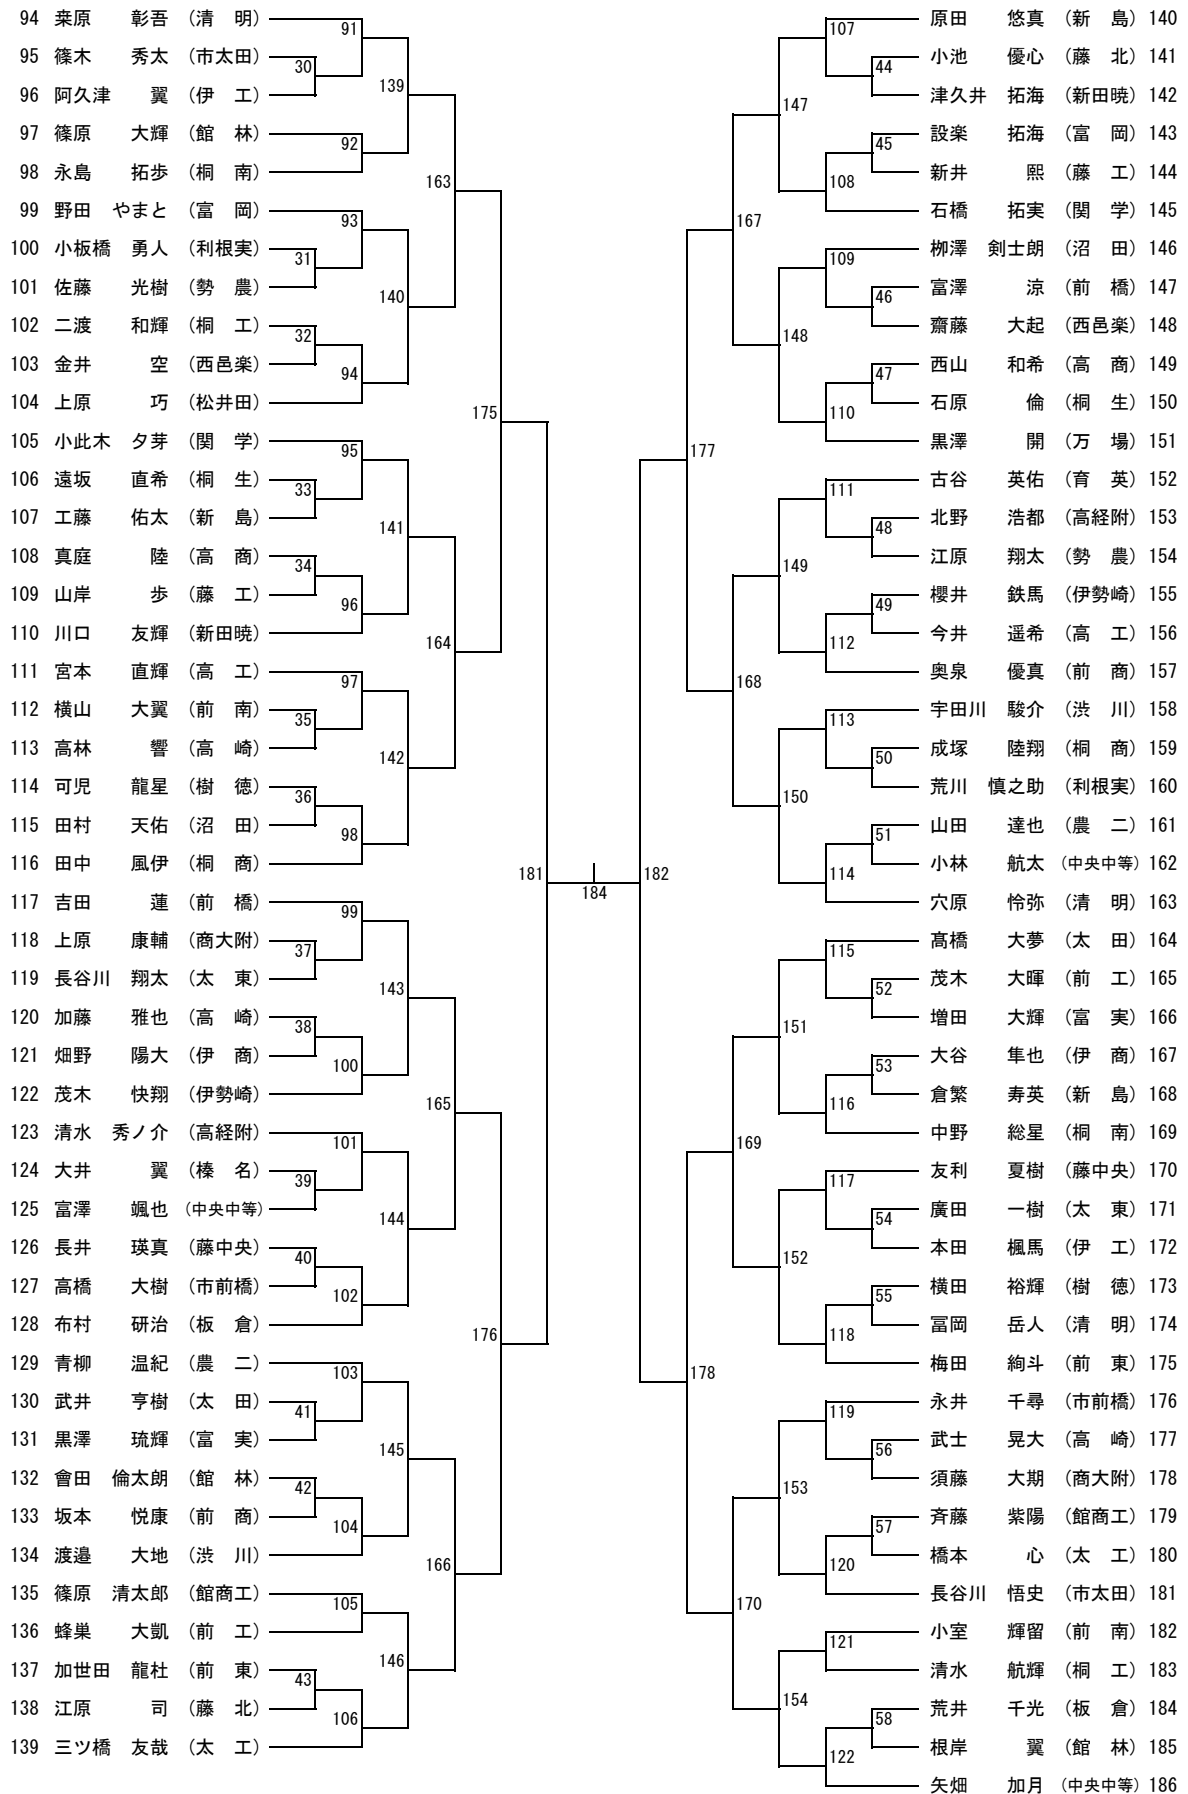 94 桒原 彰吾 (清 明)
95 篠木 秀太 (市太田)
96 阿久津 翼 (伊 工)
97 篠原 大輝 (館 林)
98 永島 拓歩 (桐 南)
99 野田 やまと (富 岡)
100 小板橋 勇人 (利根実)
101 佐藤 光樹 (勢 農)
102 二渡 和輝 (桐 工)
103 金井 空 (西邑楽)
104 上原 巧 (松井田)
105 小此木 夕芽 (関 学)
106 遠坂 直希 (桐 生)
107 工藤 佑太 (新 島)
108 真庭 陸 (高 商)
109 山岸 歩 (藤 工)
110 川口 友輝 (新田暁)
111 宮本 直輝 (高 工)
112 横山 大翼 (前 南)
113 高林 響 (高 崎)
114 可児 龍星 (樹 徳)
115 田村 天佑 (沼 田)
116 田中 風伊 (桐 商)
117 吉田 蓮 (前 橋)
118 上原 康輔 (商大附)
119 長谷川 翔太 (太 東)
120 加藤 雅也 (高 崎)
121 畑野 陽大 (伊 商)
122 茂木 快翔 (伊勢崎)
123 清水 秀ノ介 (高経附)
124 大井 翼 (榛 名)
125 富澤 颯也 (中央中等)
126 長井 瑛真 (藤中央)
127 高橋 大樹 (市前橋)
128 布村 研治 (板 倉)
129 青柳 温紀 (農 二)
130 武井 亨樹 (太 田)
131 黒澤 琉輝 (富 実)
132 會田 倫太朗 (館 林)
133 坂本 悦康 (前 商)
134 渡邉 大地 (渋 川)
135 篠原 清太郎 (館商工)
136 蜂巣 大凱 (前 工)
137 加世田 龍杜 (前 東)
138 江原 司 (藤 北)
139 三ツ橋 友哉 (太 工)
30
31
32
33
34
35
36
37
38
39
40
41
42
43
91
92
93
94
95
96
97
98
99
100
101
102
103
104
105
106
139
140
141
142
143
144
145
146
163
164
165
166
175
176
181
184
182
177
178
167
168
169
170
147
148
149
150
151
152
153
154
107
108
109
110
111
112
113
114
115
116
117
118
119
120
121
122
44
45
46
47
48
49
50
51
52
53
54
55
56
57
58
原田 悠真 (新 島) 140
小池 優心 (藤 北) 141
津久井 拓海 (新田暁) 142
設楽 拓海 (富 岡) 143
新井 熙 (藤 工) 144
石橋 拓実 (関 学) 145
栁澤 剣士朗 (沼 田) 146
富澤 涼 (前 橋) 147
齋藤 大起 (西邑楽) 148
西山 和希 (高 商) 149
石原 倫 (桐 生) 150
黒澤 開 (万 場) 151
古谷 英佑 (育 英) 152
北野 浩都 (高経附) 153
江原 翔太 (勢 農) 154
櫻井 鉄馬 (伊勢崎) 155
今井 遥希 (高 工) 156
奥泉 優真 (前 商) 157
宇田川 駿介 (渋 川) 158
成塚 陸翔 (桐 商) 159
荒川 慎之助 (利根実) 160
山田 達也 (農 二) 161
小林 航太 (中央中等) 162
穴原 怜弥 (清 明) 163
髙橋 大夢 (太 田) 164
茂木 大暉 (前 工) 165
増田 大輝 (富 実) 166
大谷 隼也 (伊 商) 167
倉繁 寿英 (新 島) 168
中野 総星 (桐 南) 169
友利 夏樹 (藤中央) 170
廣田 一樹 (太 東) 171
本田 楓馬 (伊 工) 172
横田 裕輝 (樹 徳) 173
冨岡 岳人 (清 明) 174
梅田 絢斗 (前 東) 175
永井 千尋 (市前橋) 176
武士 晃大 (高 崎) 177
須藤 大期 (商大附) 178
斉藤 紫陽 (館商工) 179
橋本 心 (太 工) 180
長谷川 悟史 (市太田) 181
小室 輝留 (前 南) 182
清水 航輝 (桐 工) 183
荒井 千光 (板 倉) 184
根岸 翼 (館 林) 185
矢畑 加月 (中央中等) 186